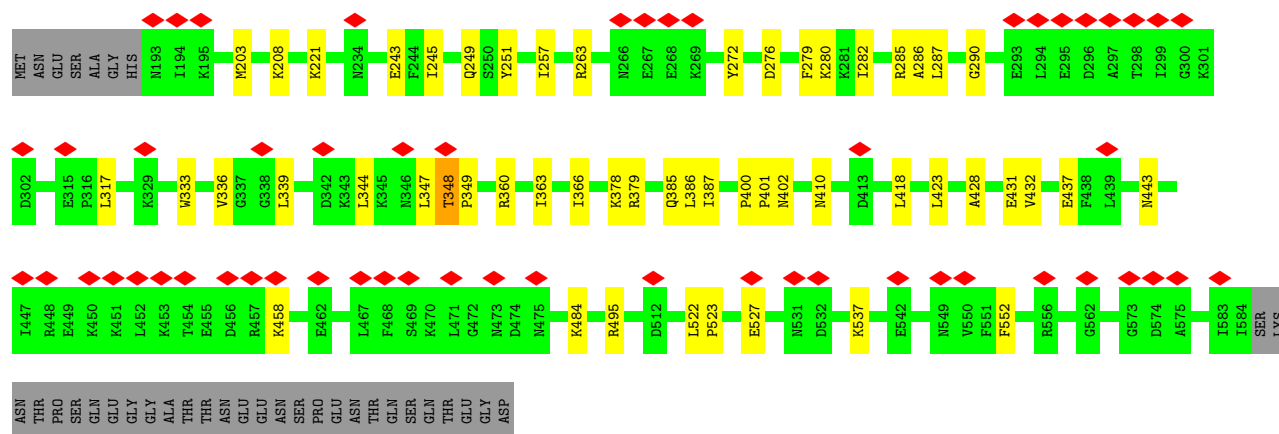 MET ASN GLU SER ALA GLY HIS N193 I194 K195 M203 K208 K221 N234 E243 F244 I245 Q249 S250 Y251 I257 R263 N266 E267 E268 K269 Y272 D276 F279 K280 K281 I282 R285 A286 L287 G290 E293 L294 E295 D296 A297 T298 I299 G300 K301
D302 E315 P316 L317 K329 W333 V336 G337 G338 L339 D342 K343 L344 K345 N346 L347 T348 P349 R360 I363 I366 K378 R379 Q385 L386 I387 P400 P401 N402 N410 D413 L418 L423 A428 E431 V432 E437 F438 L439 N443
I447 R448 E449 K450 K451 L452 K453 T454 E455 D456 R457 K458 E462 L467 F468 S469 K470 L471 G472 N473 D474 N475 K484 R495 D512 L522 P523 E527 N531 D532 K537 E542 N549 V550 F551 F552 R556 G562 G573 D574 A575 I583 I584 SER LYS
ASN THR PRO SER GLN GLU GLY GLY ALA THR THR ASN GLU GLU ASN SER PRO GLU ASN THR GLN SER GLN THR GLU GLY ASP